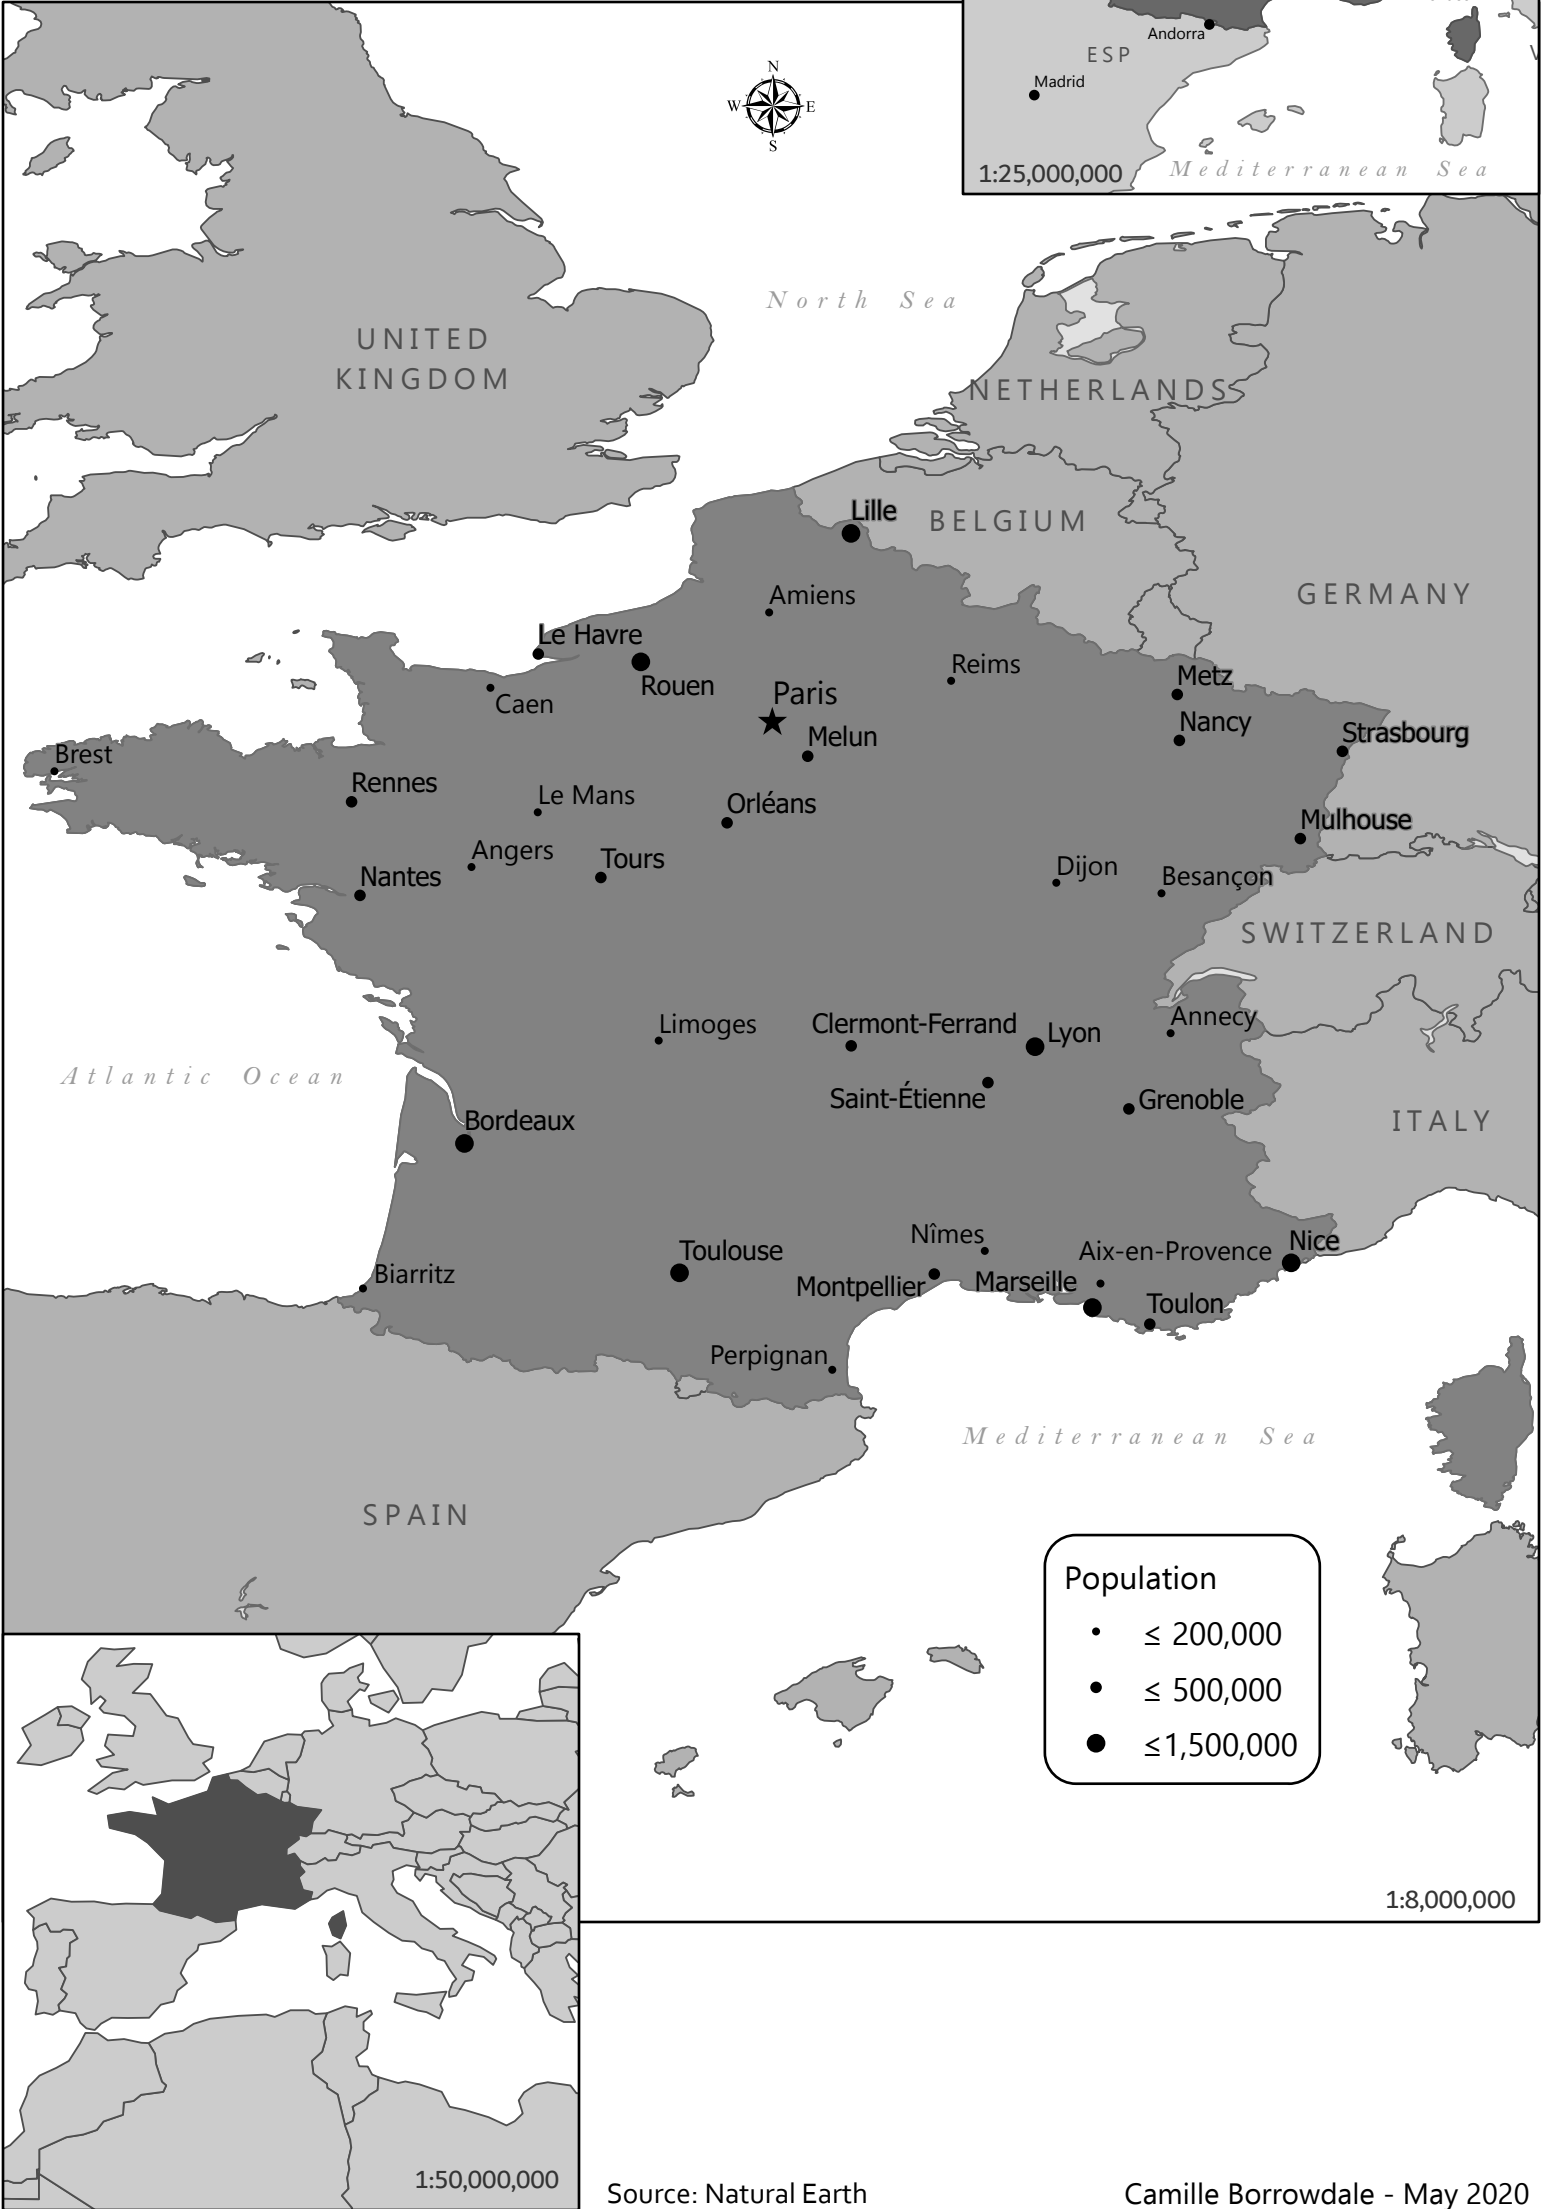 Andorra
ESP
Madrid
1:25,000,000
Mediterranean Sea
N
W
E
S
North Sea
UNITED
KINGDOM
NETHERLANDS
Lille
BELGIUM
GERMANY
Amiens
Le Havre
Rouen
Reims
Metz
Caen
Paris
Nancy
Strasbourg
Melun
Brest
Rennes
Le Mans
Orléans
Mulhouse
Angers
Tours
Nantes
Dijon
Besançon
SWITZERLAND
Limoges
Clermont-Ferrand
Lyon
Annecy
Atlantic Ocean
Saint-Étienne
Grenoble
Bordeaux
ITALY
Nîmes
Aix-en-Provence
Nice
Toulouse
Biarritz
Montpellier
Marseille
Toulon
Perpignan
Mediterranean Sea
SPAIN
Population
≤ 200,000
≤ 500,000
≤1,500,000
1:8,000,000
1:50,000,000
Source: Natural Earth
Camille Borrowdale - May 2020